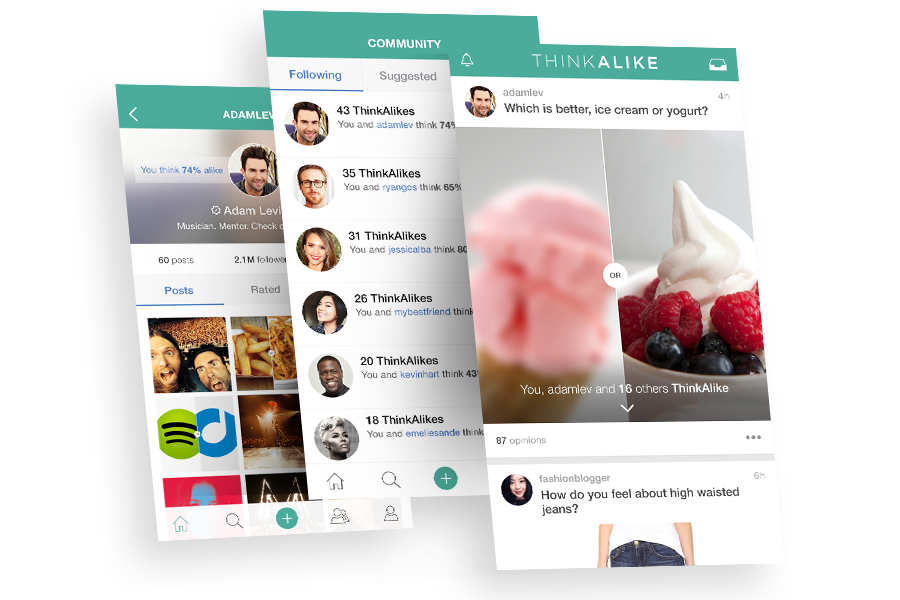 ADAMLEV
You think 74% alike
Adam Levi
Musician. Mentor. Check
60 posts
2.1M followe
Posts
Rated
COMMUNITY
Following
Suggested
43 ThinkAlikes
You and adamlev think 74%
35 ThinkAlikes
You and ryangos think 65%
31 ThinkAlikes
You and jessicalba think 80
26 ThinkAlikes
You and mybestfriend think
20 ThinkAlikes
You and kevinhart think 43%
18 ThinkAlikes
You and emeliesande think
THINKALIKE
adamlev
4h
Which is better, ice cream or yogurt?
OR
You, adamlev and 16 others ThinkAlike
87 opinions
fashionblogger
6h
How do you feel about high waisted
jeans?